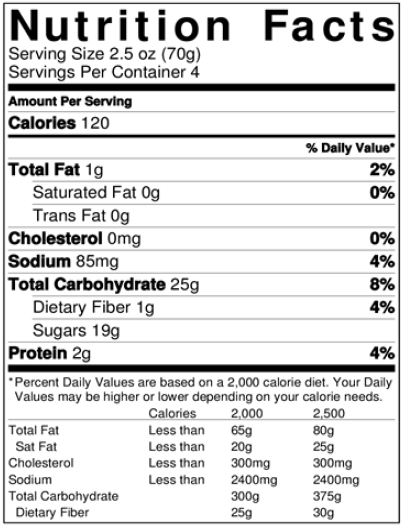 Nutrition Facts
Serving Size 2.5 oz (70g)
Servings Per Container 4
Amount Per Serving
Calories 120
% Daily Value*
Total Fat 1g 2%
Saturated Fat 0g 0%
Trans Fat 0g
Cholesterol 0mg 0%
Sodium 85mg 4%
Total Carbohydrate 25g 8%
Dietary Fiber 1g 4%
Sugars 19g
Protein 2g 4%
*Percent Daily Values are based on a 2,000 calorie diet. Your Daily
Values may be higher or lower depending on your calorie needs.
Calories 2,000 2,500
Total Fat Less than 65g 80g
Sat Fat Less than 20g 25g
Cholesterol Less than 300mg 300mg
Sodium Less than 2400mg 2400mg
Total Carbohydrate 300g 375g
Dietary Fiber 25g 30g